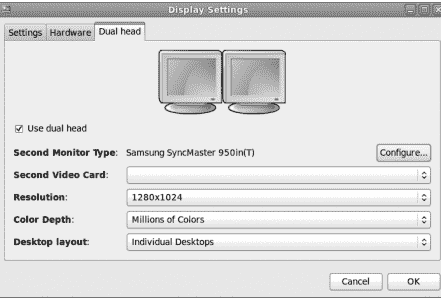 Display Settings
Settings Hardware Dual head
Use dual head
Second Monitor Type: Samsung SyncMaster 950in(T) Configure...
Second Video Card:
Resolution: 1280x1024
Color Depth: Millions of Colors
Desktop layout: Individual Desktops
Cancel OK